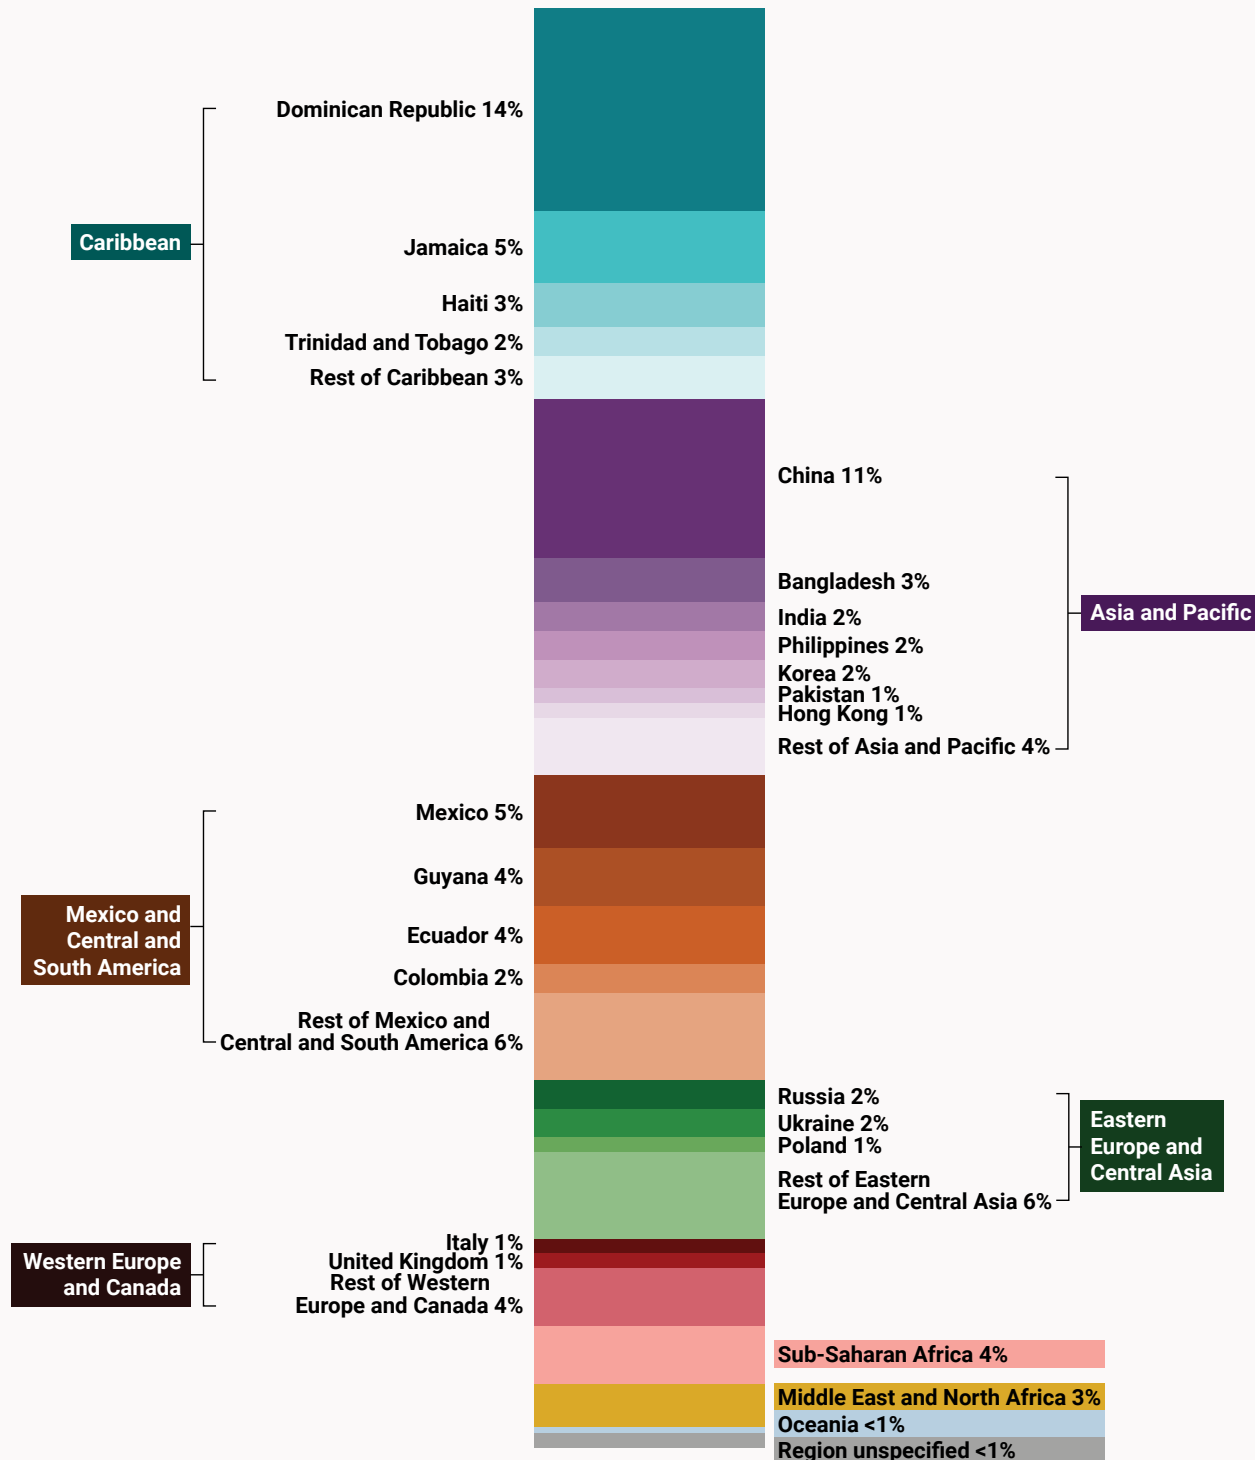 Dominican Republic 14%
Caribbean
Jamaica 5%
Haiti 3%
Trinidad and Tobago 2%
Rest of Caribbean 3%
China 11%
Bangladesh 3%
Asia and Pacific
India 2%
Philippines 2%
Korea 2%
Pakistan 1%
Hong Kong 1%
Rest of Asia and Pacific 4%
Mexico 5%
Guyana 4%
Mexico and
Central and
South America
Ecuador 4%
Colombia 2%
Rest of Mexico and
Central and South America 6%
Russia 2%
Ukraine 2%
Poland 1%
Eastern
Europe and
Central Asia
Rest of Eastern
Europe and Central Asia 6%
Italy 1%
United Kingdom 1%
Western Europe
and Canada
Rest of Western
Europe and Canada 4%
Sub-Saharan Africa 4%
Middle East and North Africa 3%
Oceania <1%
Region unspecified <1%